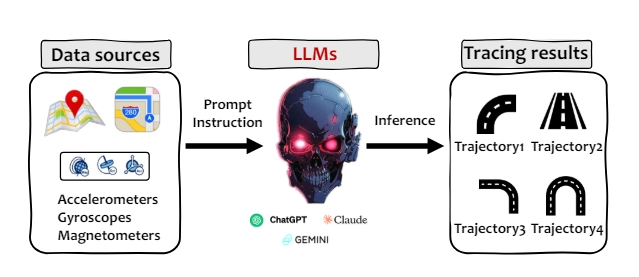 Data sources
LLMs
Tracing results
280
Accelerometers
Gyroscopes
Magnetometers
Prompt
Instruction
ChatGPT
Claude
GEMINI
Inference
Trajectory1
Trajectory2
Trajectory3
Trajectory4